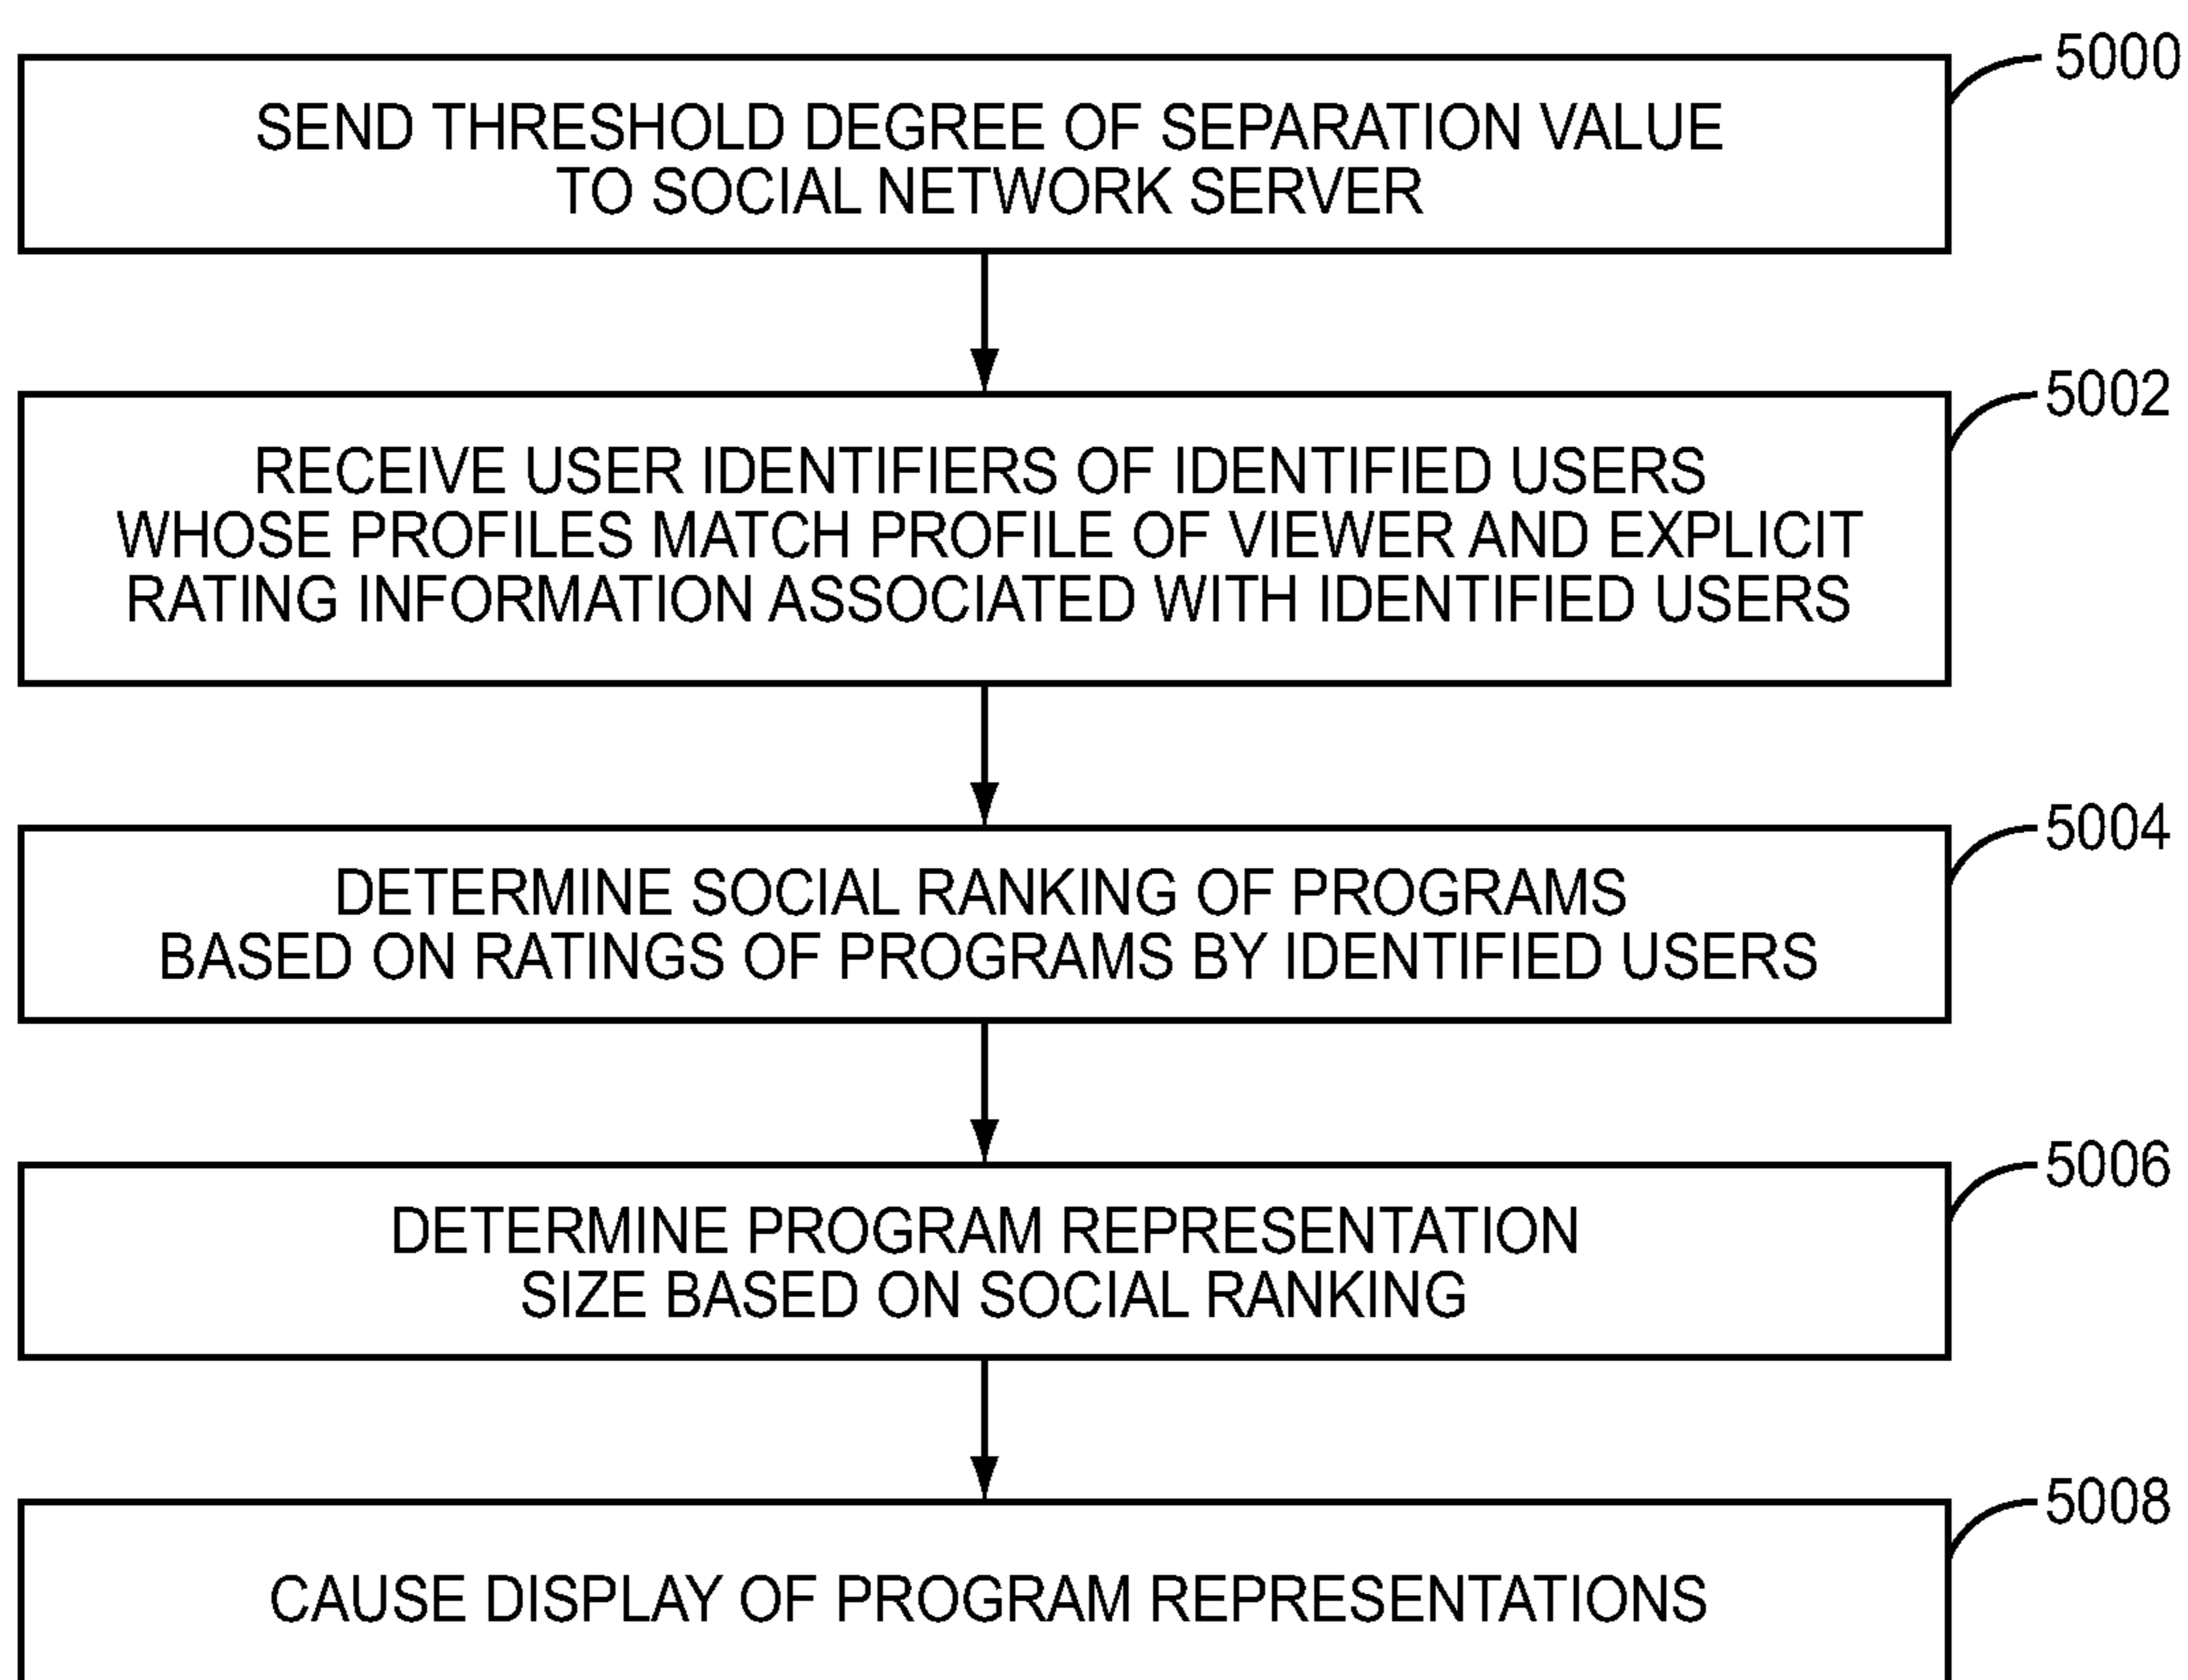 5000
SEND THRESHOLD DEGREE OF SEPARATION VALUE
TO SOCIAL NETWORK SERVER
5002
RECEIVE USER IDENTIFIERS OF IDENTIFIED USERS
WHOSE PROFILES MATCH PROFILE OF VIEWER AND EXPLICIT
RATING INFORMATION ASSOCIATED WITH IDENTIFIED USERS
5004
DETERMINE SOCIAL RANKING OF PROGRAMS
BASED ON RATINGS OF PROGRAMS BY IDENTIFIED USERS
5006
DETERMINE PROGRAM REPRESENTATION
SIZE BASED ON SOCIAL RANKING
5008
CAUSE DISPLAY OF PROGRAM REPRESENTATIONS